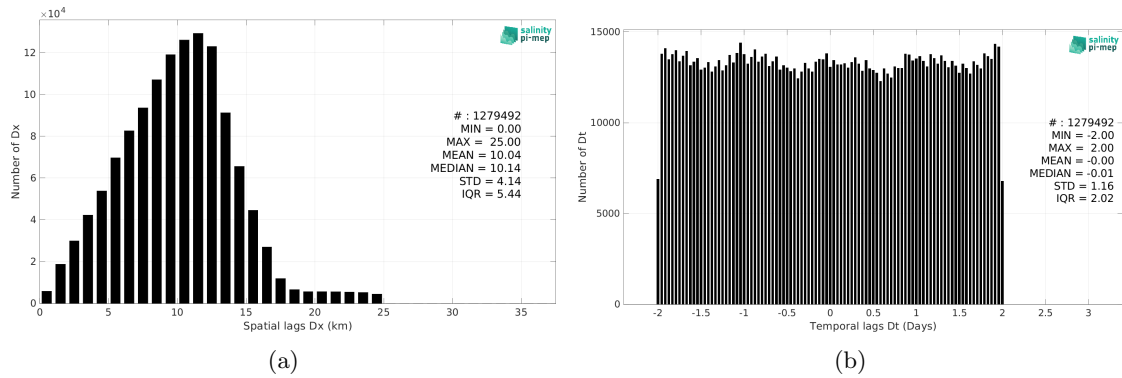 ×10⁴
salinity
pi-mep
12
10
8
6
4
2
0
Number of Dx
# : 1279492
MIN = 0.00
MAX = 25.00
MEAN = 10.04
MEDIAN = 10.14
STD = 4.14
IQR = 5.44
0 5 10 15 20 25 30 35
Spatial lags Dx (km)
(a)
15000
salinity
pi-mep
10000
5000
0
Number of Dt
# : 1279492
MIN = -2.00
MAX = 2.00
MEAN = -0.00
MEDIAN = -0.01
STD = 1.16
IQR = 2.02
-2 -1.5 -1 -0.5 0 0.5 1 1.5 2 2.5 3
Temporal lags Dt (Days)
(b)